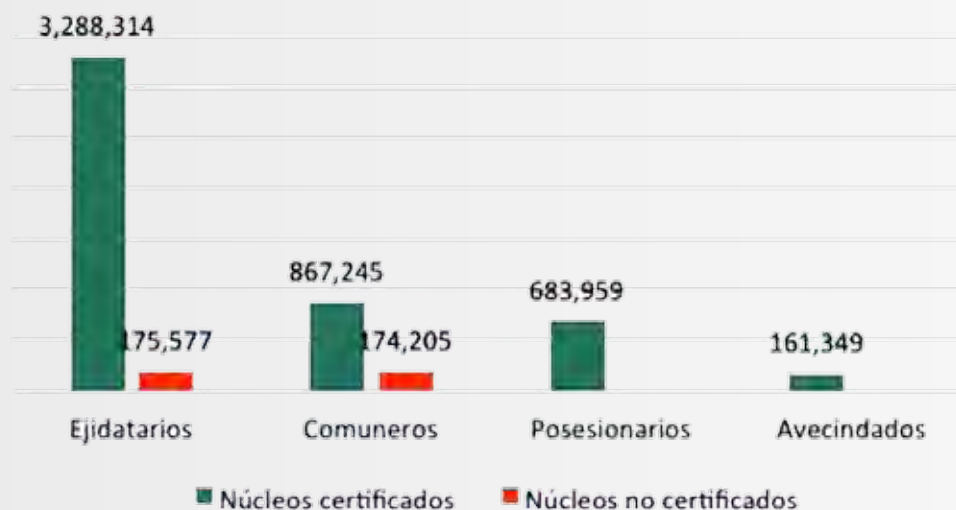 3,288,314
867,245
683,959
175,577
174,205
161,349
Ejidatarios
Comuneros
Posesionarios
Avecindados
Núcleos certificados
Núcleos no certificados